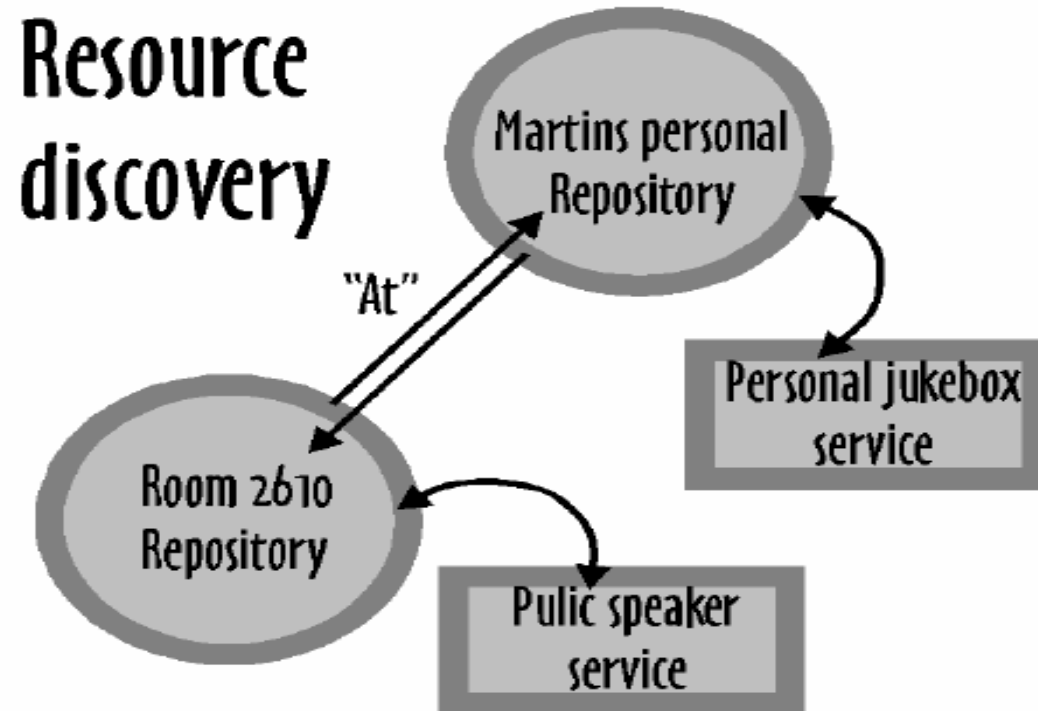 Resource
discovery
Martins personal
Repository
“At”
Personal jukebox
service
Room 2610
Repository
Pulic speaker
service